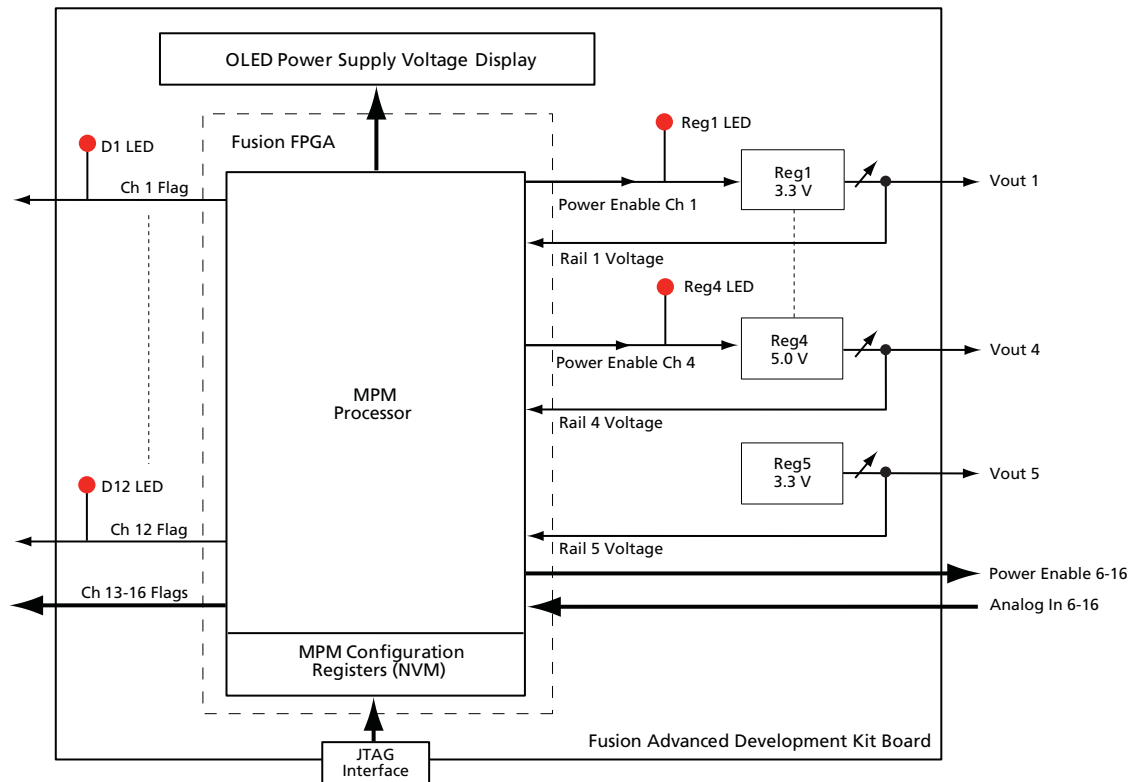 OLED Power Supply Voltage Display
Fusion FPGA
D1 LED
Ch 1 Flag
Reg1 LED
Reg1
3.3 V
Vout 1
Power Enable Ch 1
Rail 1 Voltage
Reg4 LED
Reg4
5.0 V
Vout 4
Power Enable Ch 4
Rail 4 Voltage
MPM
Processor
Reg5
3.3 V
Vout 5
D12 LED
Ch 12 Flag
Rail 5 Voltage
Power Enable 6-16
Ch 13-16 Flags
Analog In 6-16
MPM Configuration
Registers (NVM)
Fusion Advanced Development Kit Board
JTAG
Interface